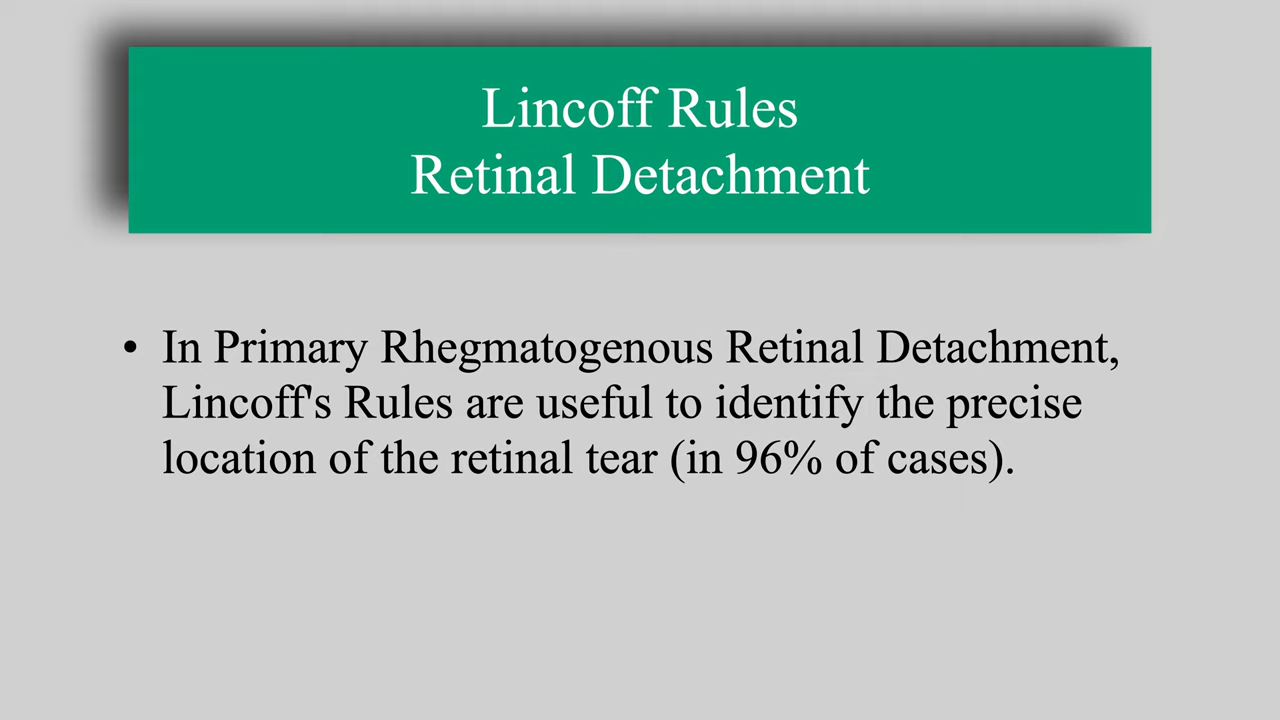 Lincoff Rules
Retinal Detachment
• In Primary Rhegmatogenous Retinal Detachment,
Lincoff's Rules are useful to identify the precise
location of the retinal tear (in 96% of cases).